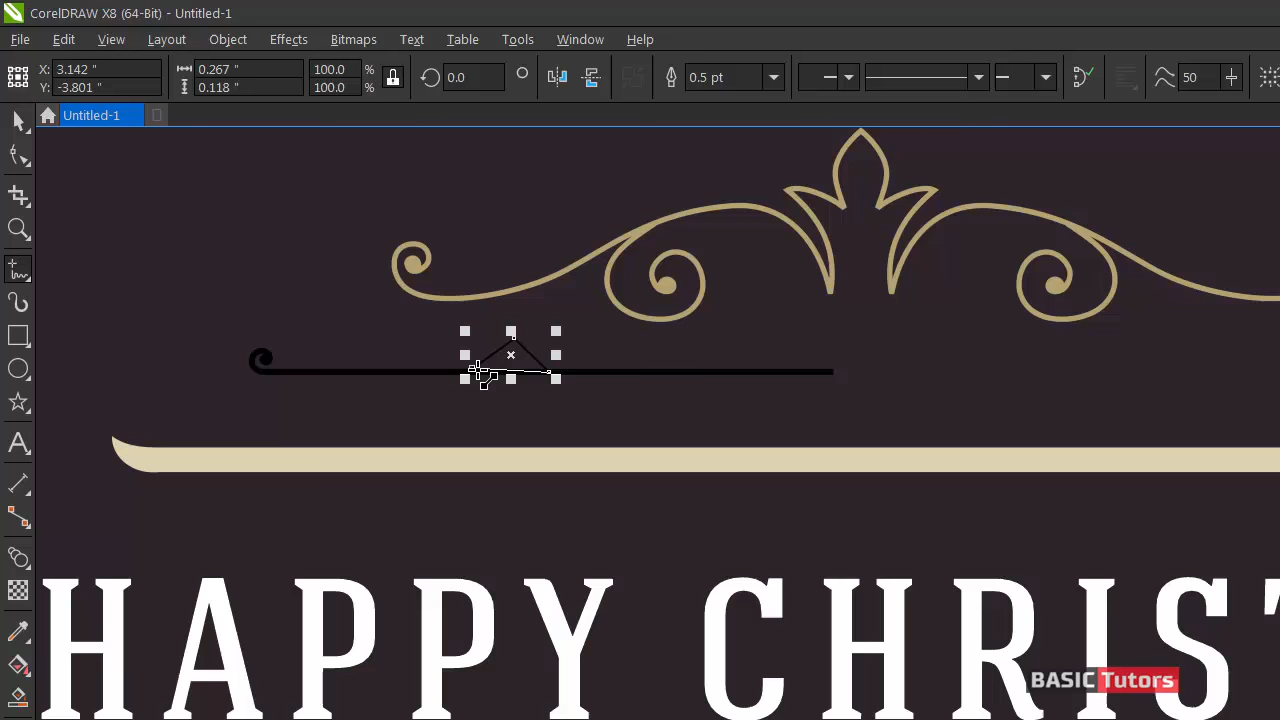 CorelDRAW X8 (64-Bit) - Untitled-1
File Edit View Layout Object Effects Bitmaps Text Table Tools Window Help
X: 3.142 " 0.267 " 100.0 % 0.0 0.5 pt 50
Y: -3.801 " 0.118 " 100.0 %
Untitled-1
HAPPY CHRIST
BASIC Tutors